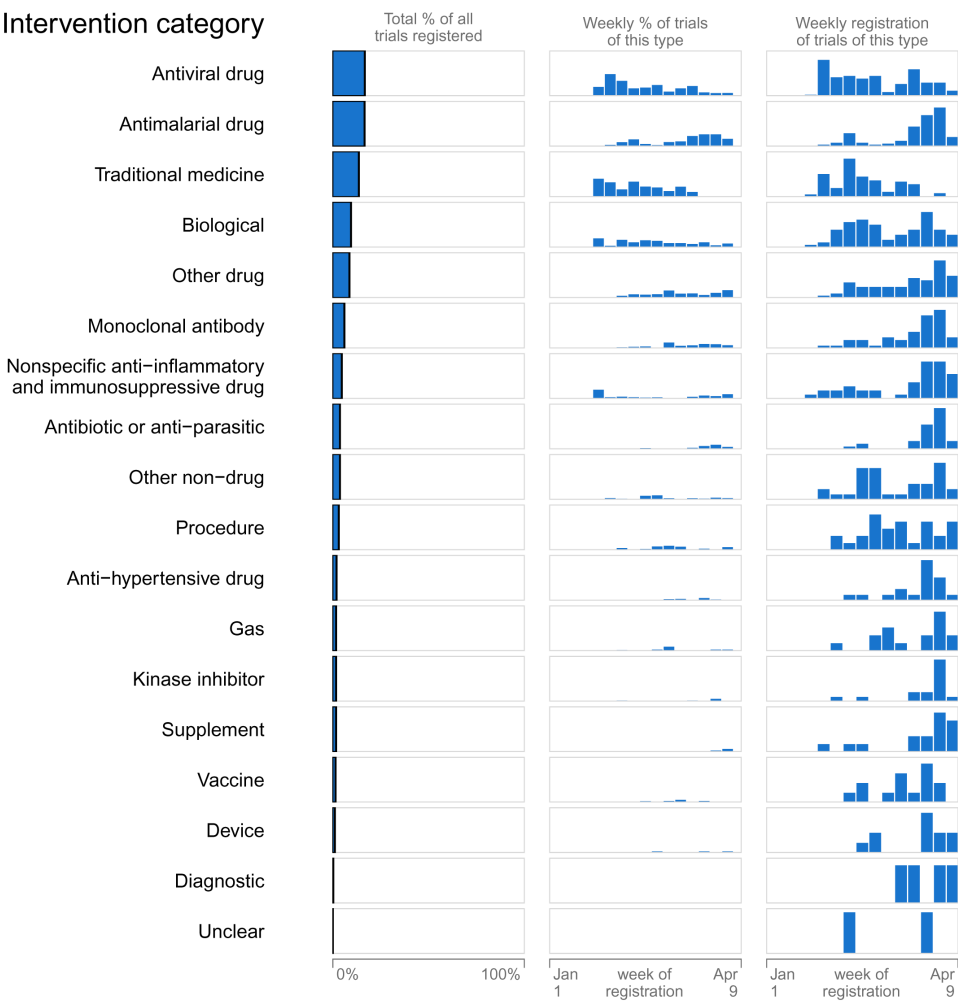 Intervention category
Total % of all
trials registered
Weekly % of trials
of this type
Weekly registration
of trials of this type
Antiviral drug
Antimalarial drug
Traditional medicine
Biological
Other drug
Monoclonal antibody
Nonspecific anti−inflammatory
and immunosuppressive drug
Antibiotic or anti−parasitic
Other non−drug
Procedure
Anti−hypertensive drug
Gas
Kinase inhibitor
Supplement
Vaccine
Device
Diagnostic
Unclear
0% 100%
Jan week of Apr
1 registration 9
Jan week of Apr
1 registration 9